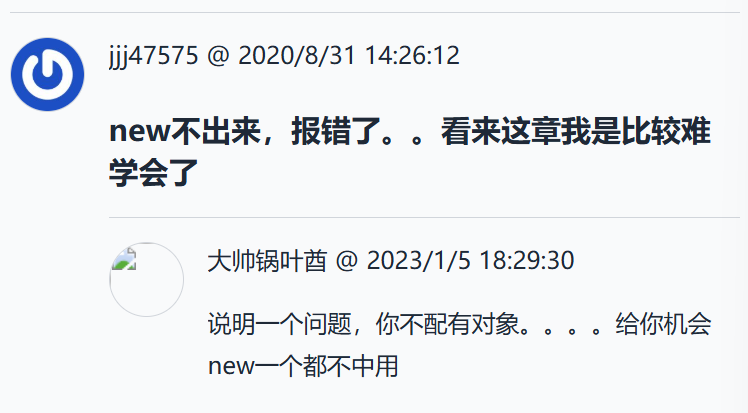 jjj47575 @ 2020/8/31 14:26:12
new不出来，报错了。。看来这章我是比较难
学会了
大帅锅叶酋 @ 2023/1/5 18:29:30
说明一个问题，你不配有对象。。。。给你机会
new一个都不中用